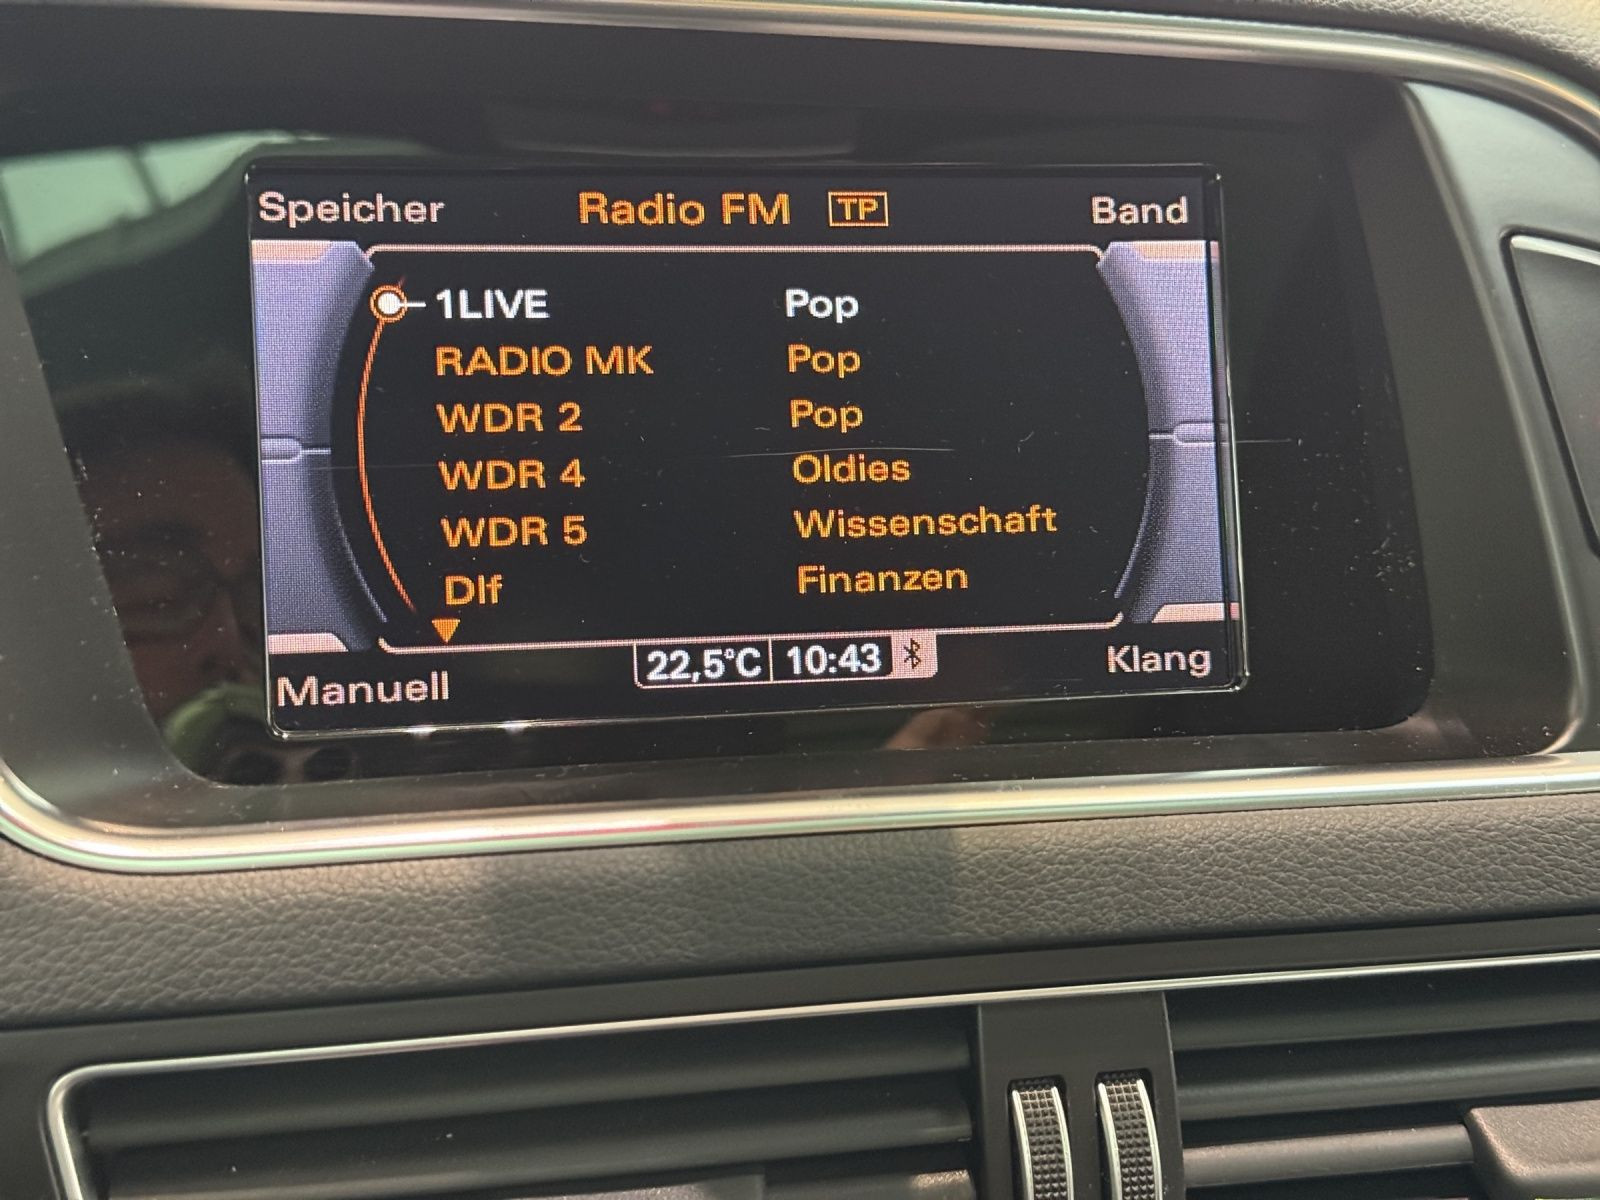 Speicher Radio FM TP Band
1LIVE Pop
RADIO MK Pop
WDR 2 Pop
WDR 4 Oldies
WDR 5 Wissenschaft
Dlf Finanzen
Manuell 22,5°C 10:43 Klang